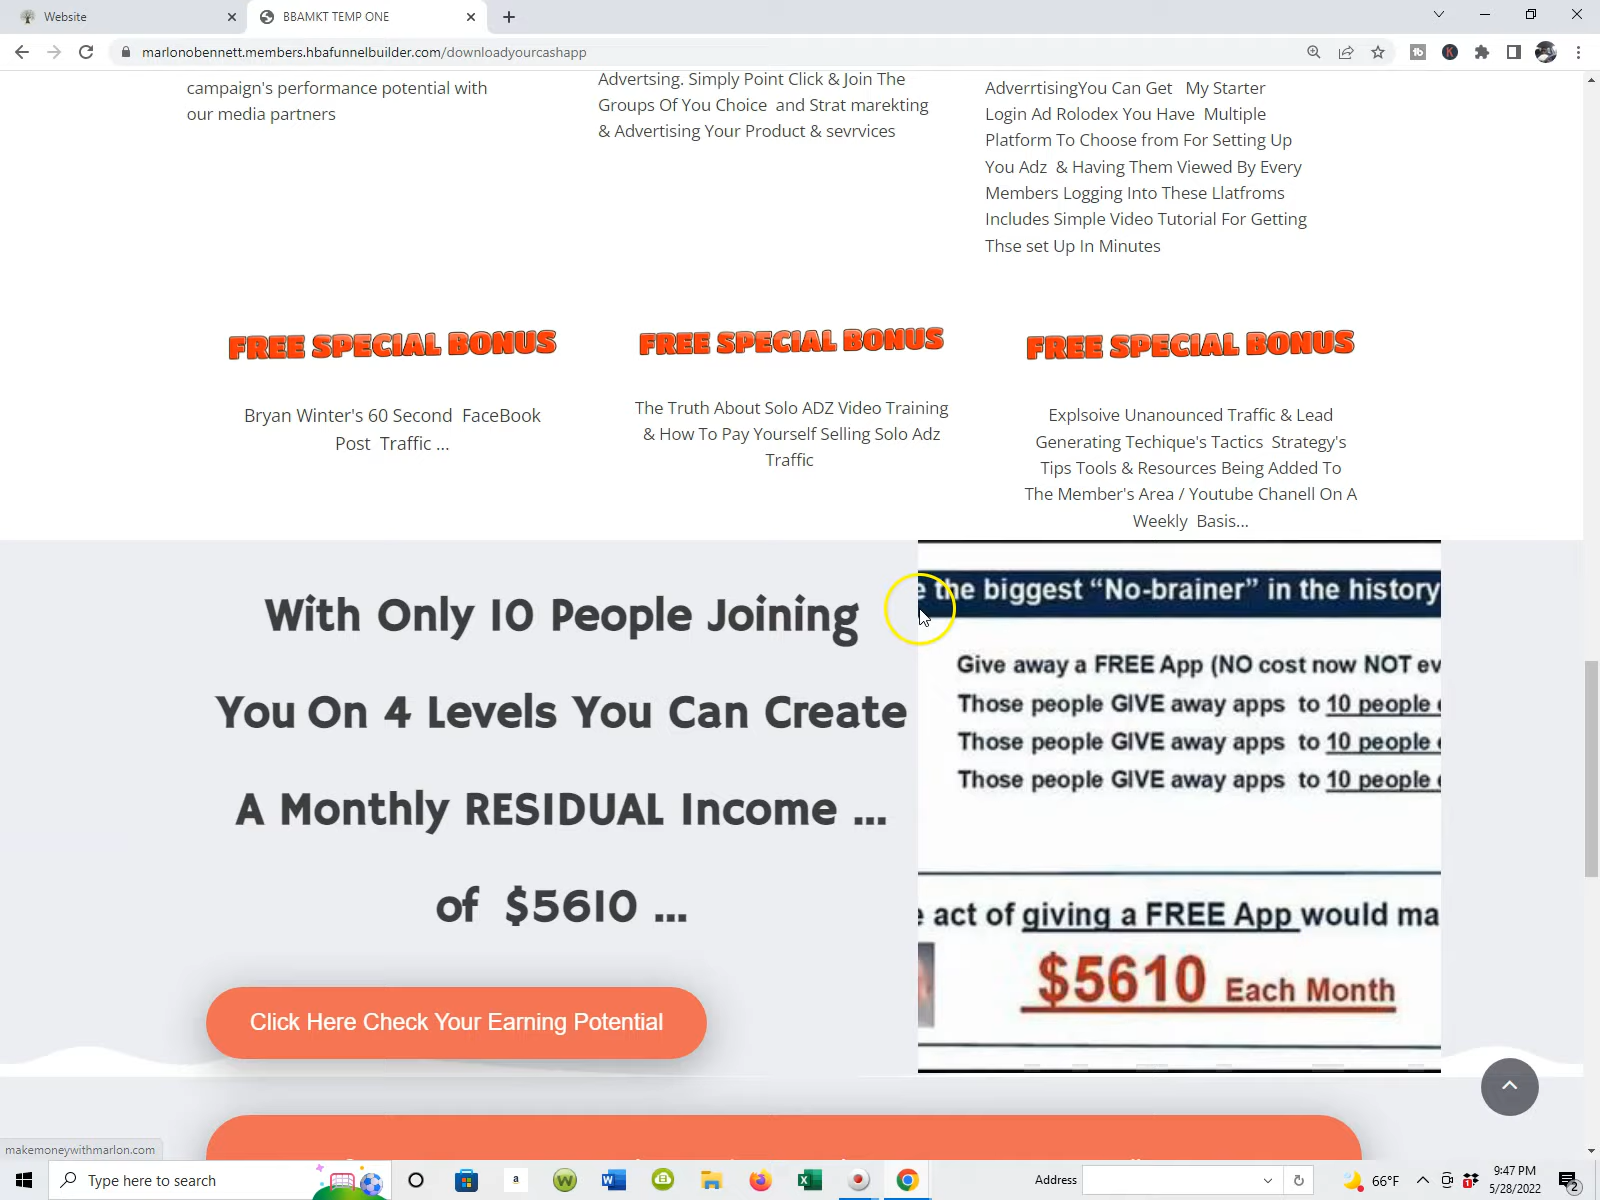 Website
BBAMKT TEMP ONE
marlonobennett.members.hbafunnelbuilder.com/downloadyourcashapp
campaign's performance potential with
our media partners
Advertsing. Simply Point Click & Join The
Groups Of You Choice and Strat marekting
& Advertising Your Product & sevrvices
AdverrtisingYou Can Get My Starter
Login Ad Rolodex You Have Multiple
Platform To Choose from For Setting Up
You Adz & Having Them Viewed By Every
Members Logging Into These Llatfroms
Includes Simple Video Tutorial For Getting
Thse set Up In Minutes
FREE SPECIAL BONUS
Bryan Winter's 60 Second FaceBook
Post Traffic ...
FREE SPECIAL BONUS
The Truth About Solo ADZ Video Training
& How To Pay Yourself Selling Solo Adz
Traffic
FREE SPECIAL BONUS
Explsoive Unanounced Traffic & Lead
Generating Techique's Tactics Strategy's
Tips Tools & Resources Being Added To
The Member's Area / Youtube Chanell On A
Weekly Basis...
With Only 10 People Joining
You On 4 Levels You Can Create
A Monthly RESIDUAL Income ...
of $5610 ...
Click Here Check Your Earning Potential
e the biggest “No-brainer” in the history
Give away a FREE App (NO cost now NOT ev
Those people GIVE away apps to 10 people
Those people GIVE away apps to 10 people
Those people GIVE away apps to 10 people
e act of giving a FREE App would ma
$5610 Each Month
makemoneywithmarlon.com
Type here to search
Address
66°F
9:47 PM
5/28/2022
2